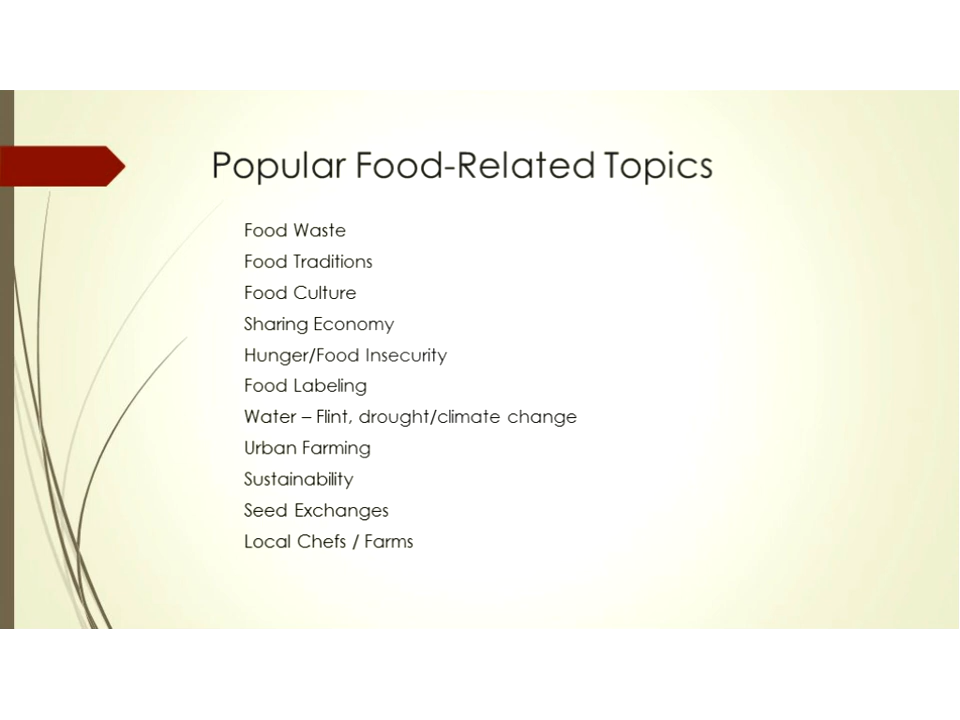 Popular Food-Related Topics
Food Waste
Food Traditions
Food Culture
Sharing Economy
Hunger/Food Insecurity
Food Labeling
Water – Flint, drought/climate change
Urban Farming
Sustainability
Seed Exchanges
Local Chefs / Farms